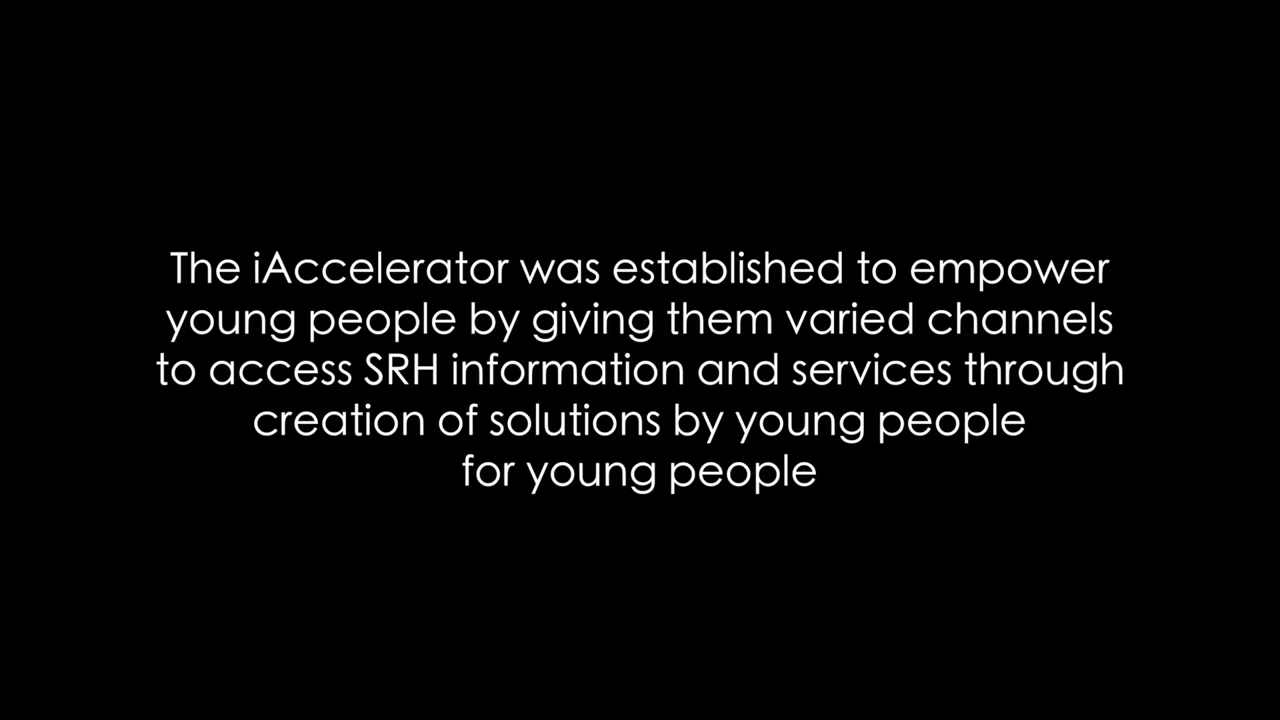 The iAccelerator was established to empower
young people by giving them varied channels
to access SRH information and services through
creation of solutions by young people
for young people